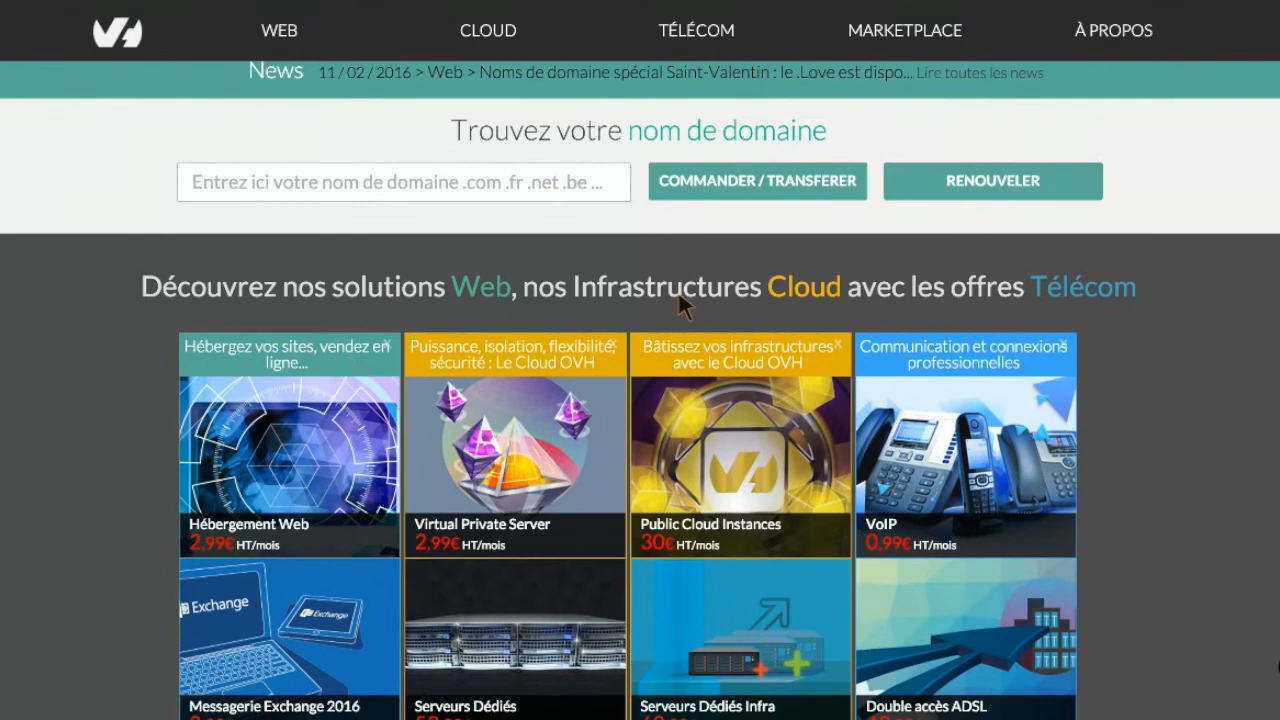 WEB CLOUD TÉLÉCOM MARKETPLACE À PROPOS
News 11 / 02 / 2016 > Web > Noms de domaine spécial Saint-Valentin : le .Love est dispo... Lire toutes les news
Trouvez votre nom de domaine
Entrez ici votre nom de domaine .com .fr .net .be ...
COMMANDER / TRANSFERER
RENOUVELER
Découvrez nos solutions Web, nos Infrastructures Cloud avec les offres Télécom
Hébergez vos sites, vendez en
ligne...
Puissance, isolation, flexibilité,
sécurité : Le Cloud OVH
Bâtissez vos infrastructures
avec le Cloud OVH
Communication et connexions
professionnelles
Hébergement Web
2,99€ HT/mois
Virtual Private Server
2,99€ HT/mois
Public Cloud Instances
30€ HT/mois
VoIP
0,99€ HT/mois
Exchange
Exchange
Messagerie Exchange 2016
Serveurs Dédiés
Serveurs Dédiés Infra
Double accès ADSL